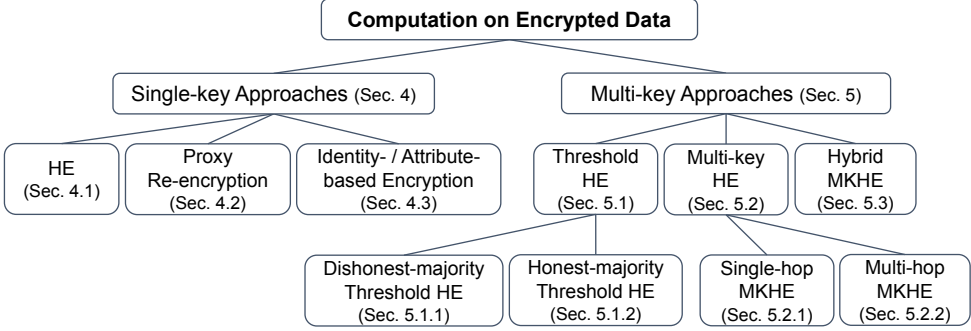 Computation on Encrypted Data
Single-key Approaches (Sec. 4)
Multi-key Approaches (Sec. 5)
HE
(Sec. 4.1)
Proxy
Re-encryption
(Sec. 4.2)
Identity- / Attribute-
based Encryption
(Sec. 4.3)
Threshold
HE
(Sec. 5.1)
Multi-key
HE
(Sec. 5.2)
Hybrid
MKHE
(Sec. 5.3)
Dishonest-majority
Threshold HE
(Sec. 5.1.1)
Honest-majority
Threshold HE
(Sec. 5.1.2)
Single-hop
MKHE
(Sec. 5.2.1)
Multi-hop
MKHE
(Sec. 5.2.2)